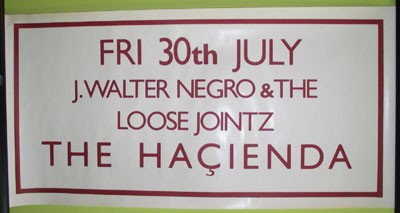 FRI 30th JULY
J. WALTER NEGRO & THE
LOOSE JOINTZ
THE HAÇIENDA